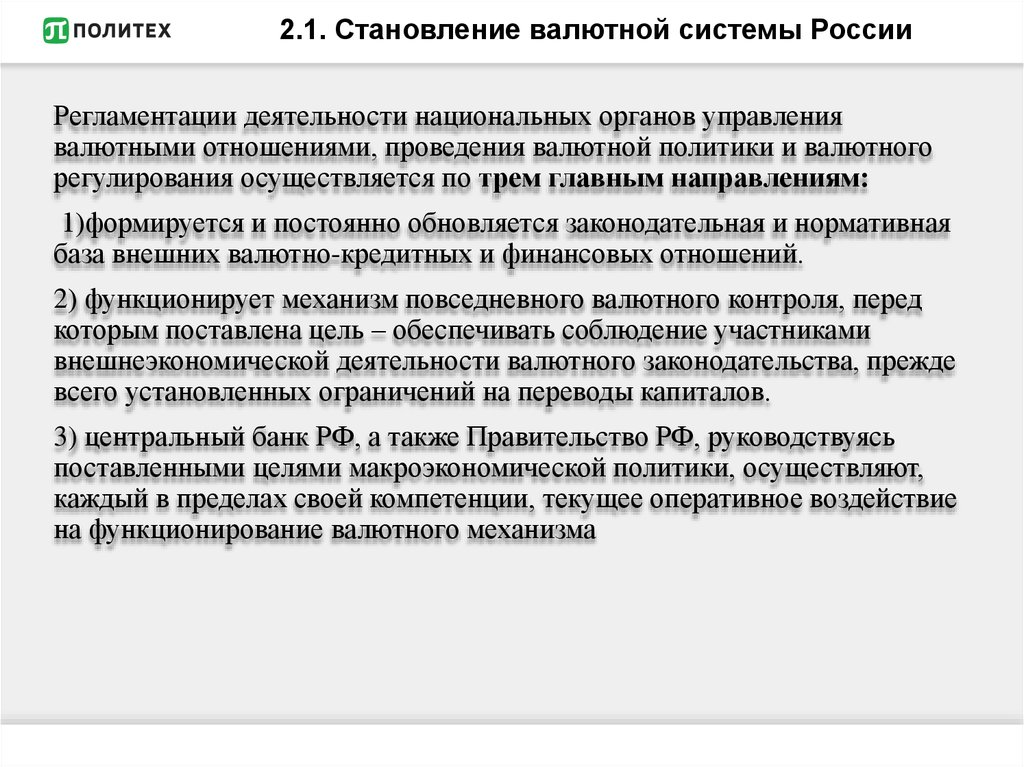 ПОЛИТЕХ
2.1. Становление валютной системы России
Регламентации деятельности национальных органов управления
валютными отношениями, проведения валютной политики и валютного
регулирования осуществляется по трем главным направлениям:
1)формируется и постоянно обновляется законодательная и нормативная
база внешних валютно-кредитных и финансовых отношений.
2) функционирует механизм повседневного валютного контроля, перед
которым поставлена цель – обеспечивать соблюдение участниками
внешнеэкономической деятельности валютного законодательства, прежде
всего установленных ограничений на переводы капиталов.
3) центральный банк РФ, а также Правительство РФ, руководствуясь
поставленными целями макроэкономической политики, осуществляют,
каждый в пределах своей компетенции, текущее оперативное воздействие
на функционирование валютного механизма